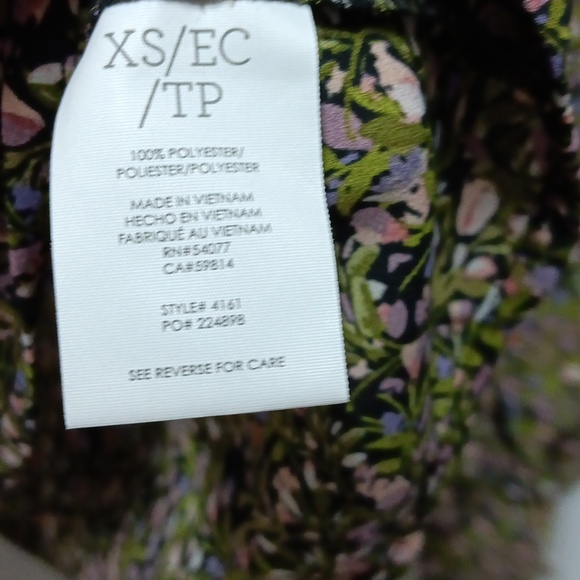 XS/EC
/TP
100% POLYESTER/
POLIESTER/POLYESTER
MADE IN VIETNAM
HECHO EN VIETNAM
FABRIQUÉ AU VIETNAM
RN#54077
CA#59814
STYLE# 4161
PO# 224898
SEE REVERSE FOR CARE